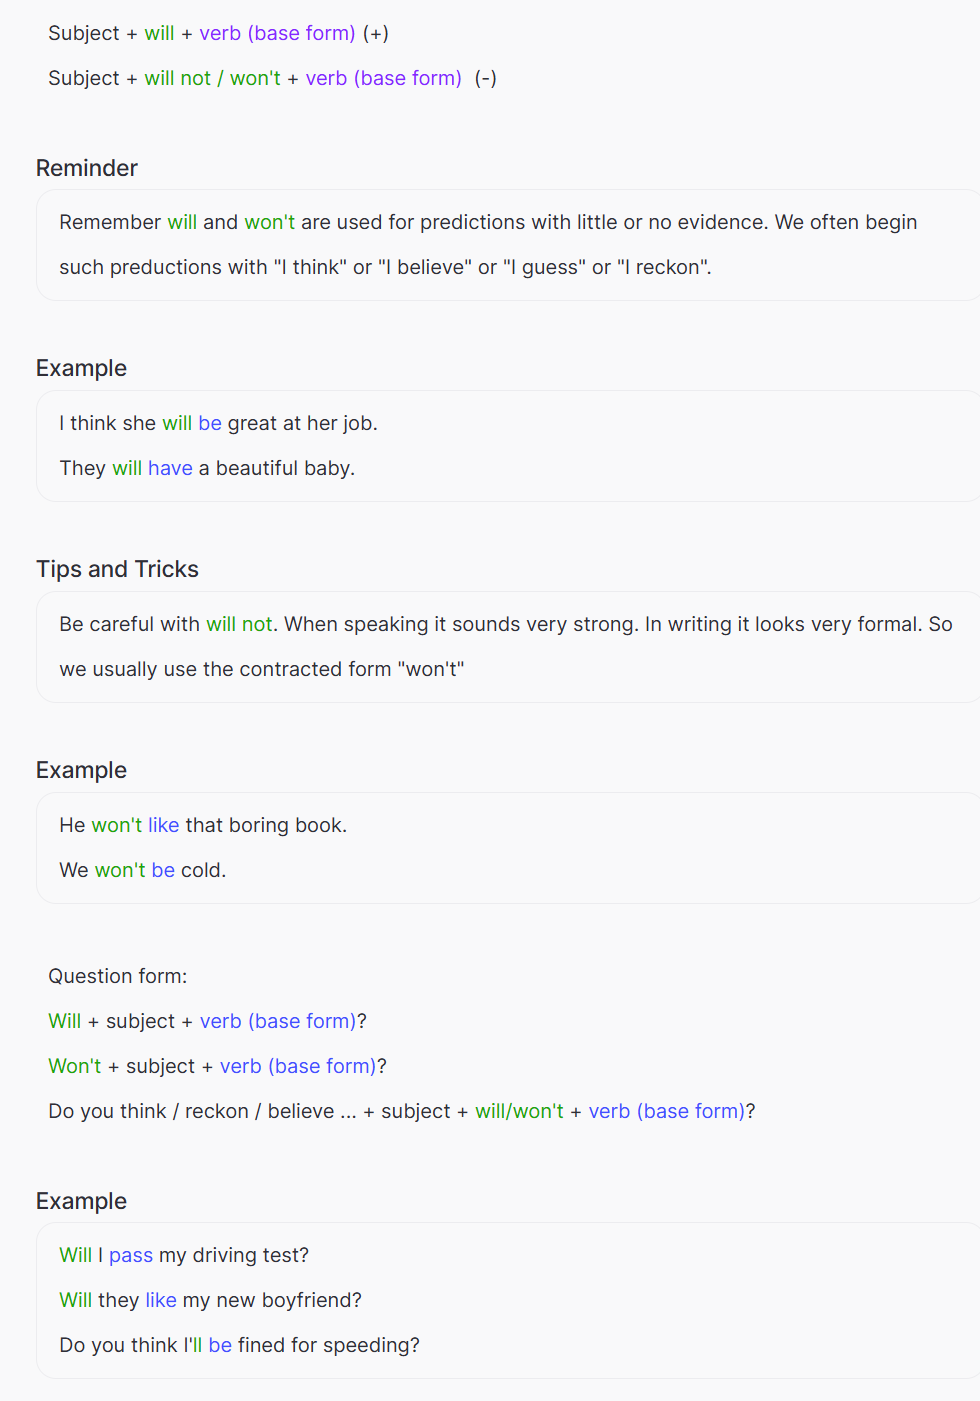 Subject + will + verb (base form) (+)
Subject + will not / won't + verb (base form) (-)
Reminder
Remember will and won't are used for predictions with little or no evidence. We often begin
such preductions with "I think" or "I believe" or "I guess" or "I reckon".
Example
I think she will be great at her job.
They will have a beautiful baby.
Tips and Tricks
Be careful with will not. When speaking it sounds very strong. In writing it looks very formal. So
we usually use the contracted form "won't"
Example
He won't like that boring book.
We won't be cold.
Question form:
Will + subject + verb (base form)?
Won't + subject + verb (base form)?
Do you think / reckon / believe ... + subject + will/won't + verb (base form)?
Example
Will I pass my driving test?
Will they like my new boyfriend?
Do you think I'll be fined for speeding?